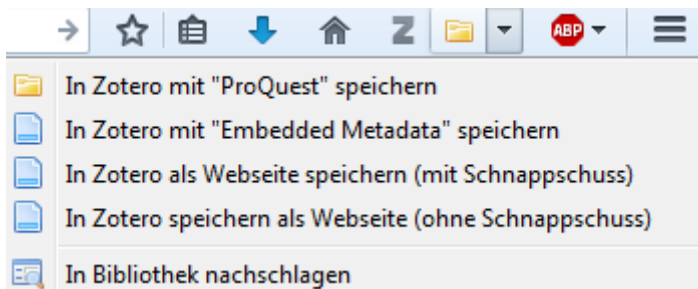 Z ABP
In Zotero mit "ProQuest" speichern
In Zotero mit "Embedded Metadata" speichern
In Zotero als Webseite speichern (mit Schnappschuss)
In Zotero speichern als Webseite (ohne Schnappschuss)
In Bibliothek nachschlagen